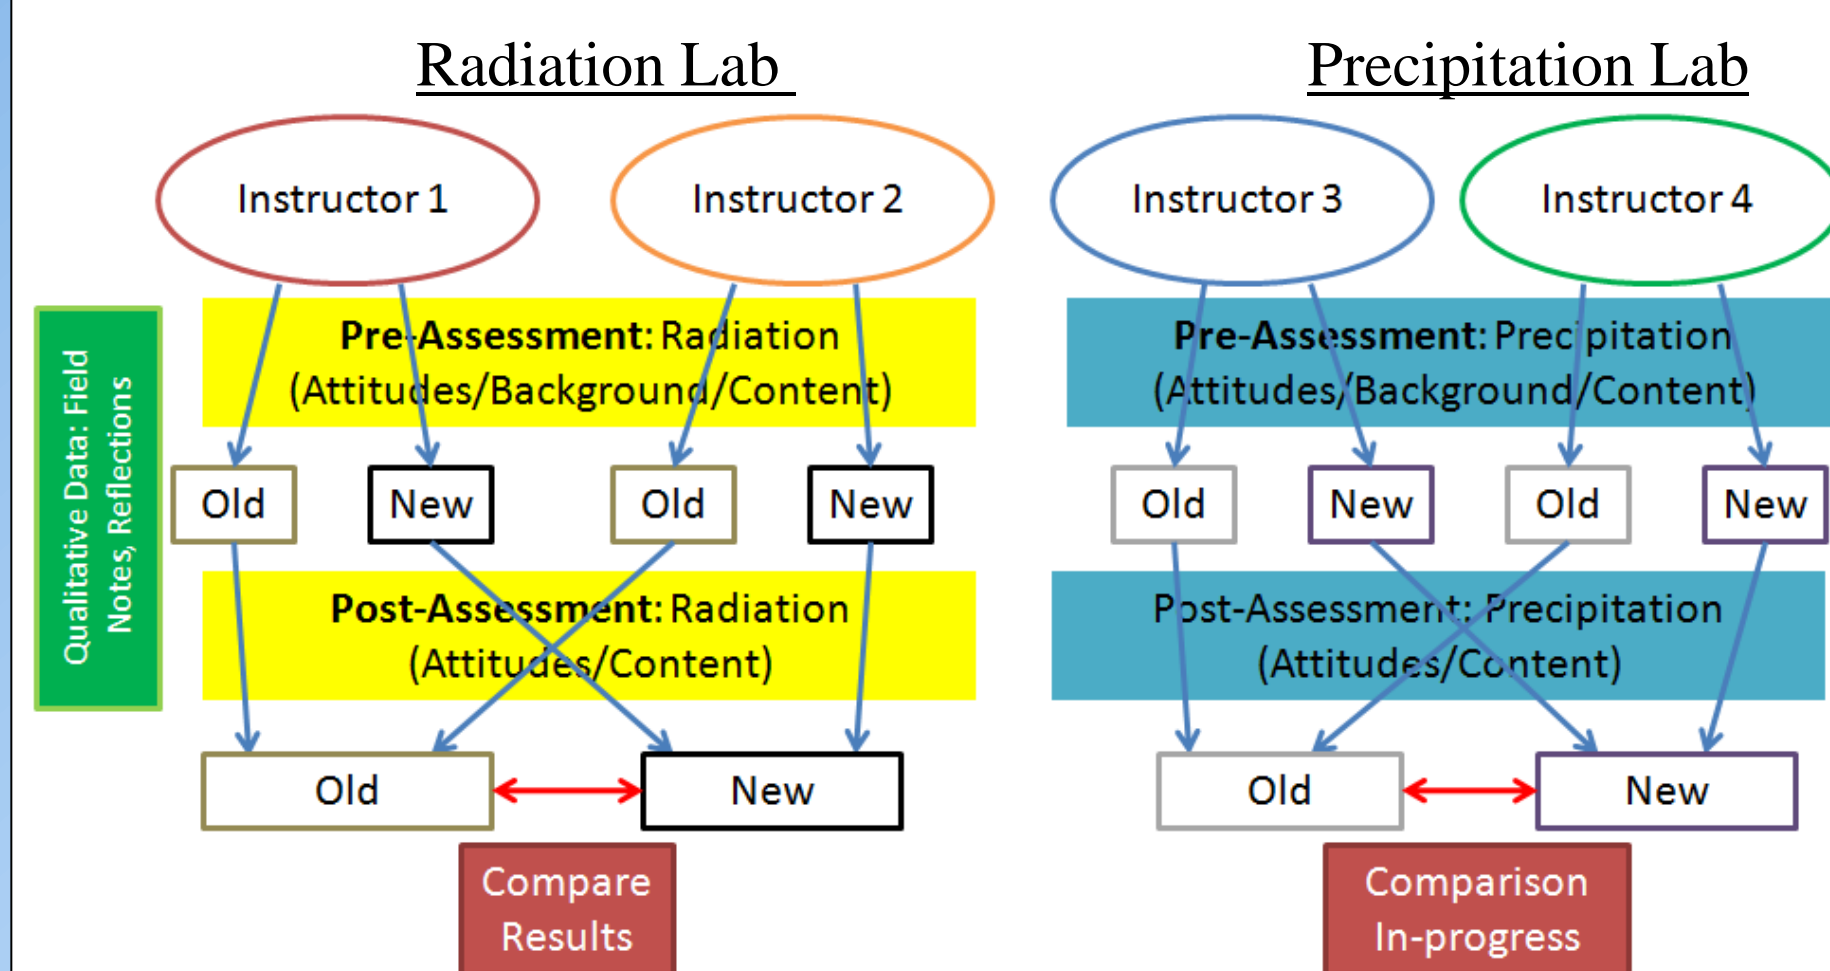 Radiation Lab
Precipitation Lab
Instructor 1
Instructor 2
Instructor 3
Instructor 4
Qualitative Data: Field
Notes, Reflections
Pre-Assessment: Radiation
(Attitudes/Background/Content)
Pre-Assessment: Precipitation
(Attitudes/Background/Content)
Old
New
Old
New
Old
New
Old
New
Post-Assessment: Radiation
(Attitudes/Content)
Post-Assessment: Precipitation
(Attitudes/Content)
Old
New
Old
New
Compare
Results
Comparison
In-progress